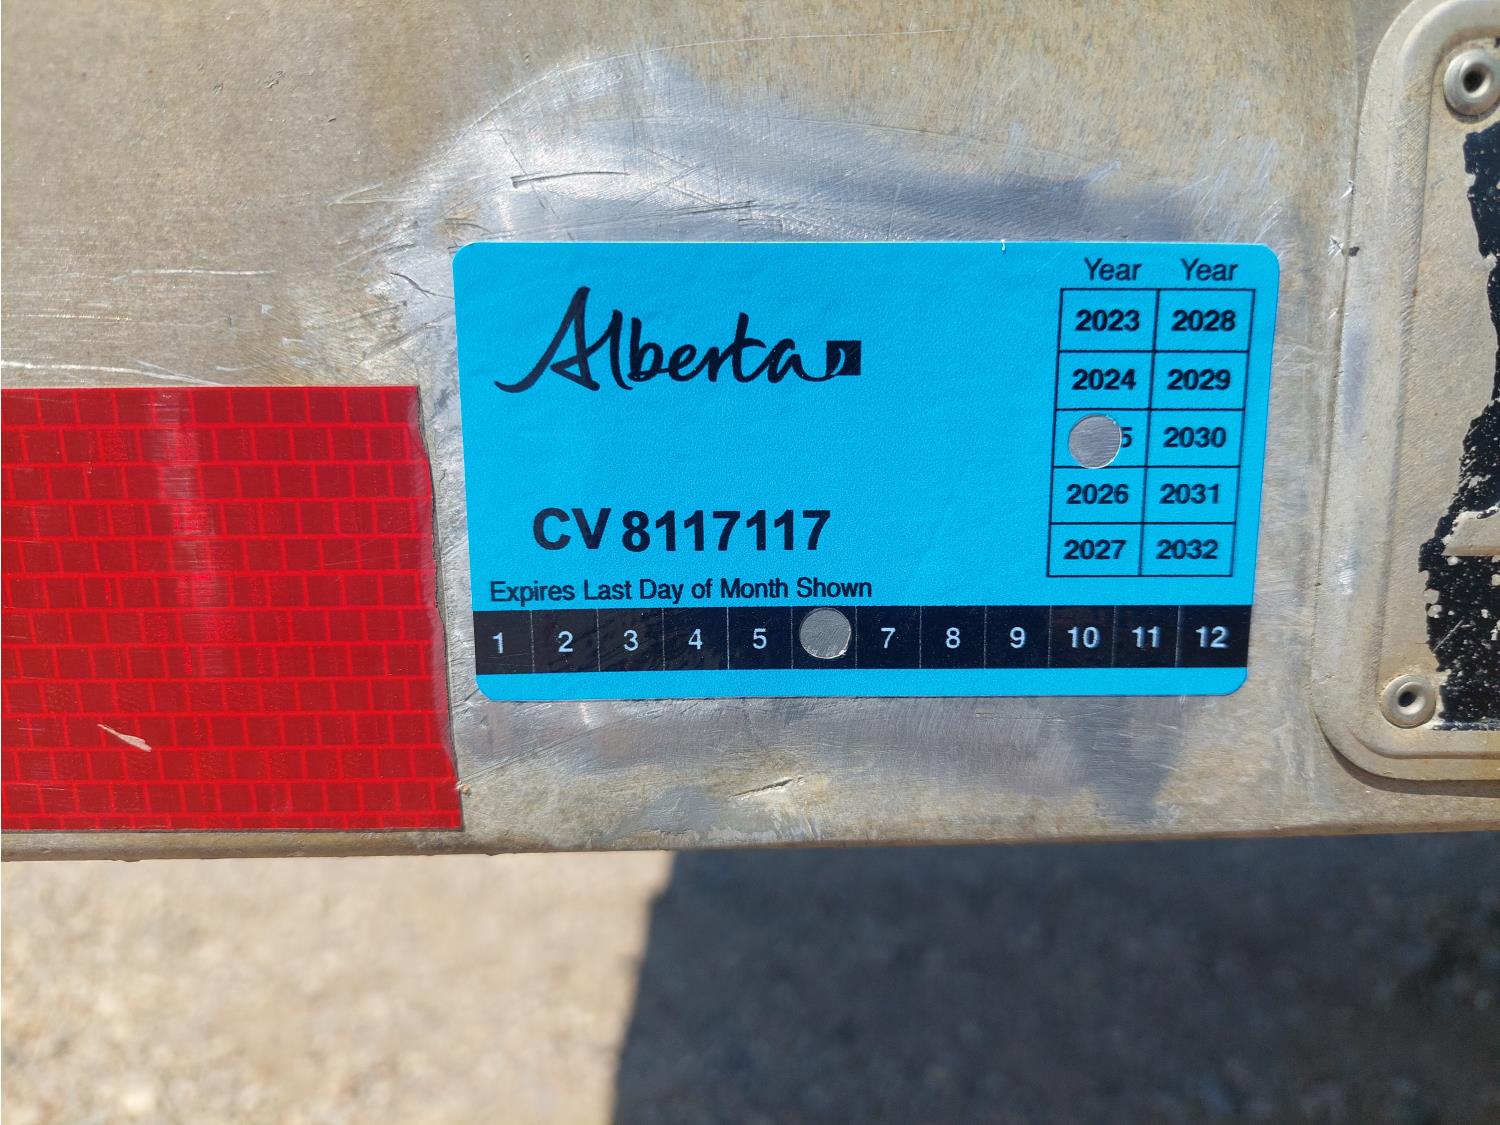 Alberta
Year Year
2023 2028
2024 2029
5 2030
2026 2031
2027 2032
CV 8117117
Expires Last Day of Month Shown
1 2 3 4 5 7 8 9 10 11 12